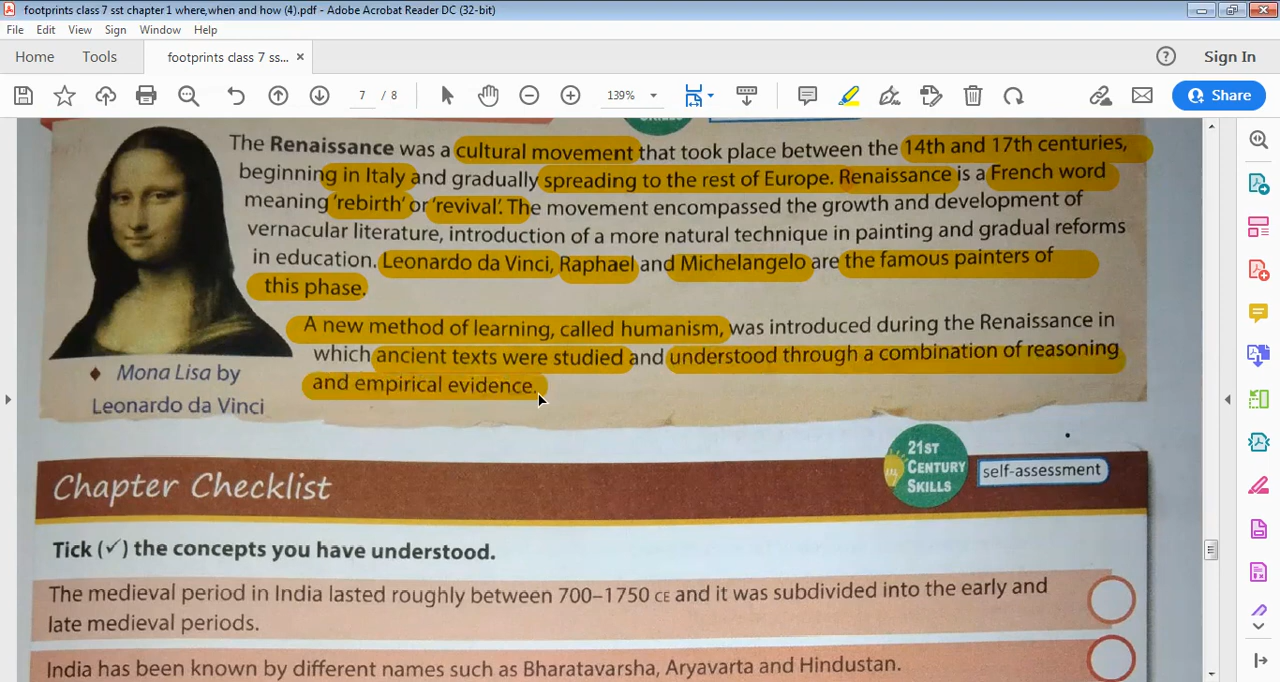 footprints class 7 sst chapter 1 where,when and how (4).pdf - Adobe Acrobat Reader DC (32-bit)
File Edit View Sign Window Help
Home Tools footprints class 7 ss... × ? Sign In
7 / 8 139% Share
The Renaissance was a cultural movement that took place between the 14th and 17th centuries,
beginning in Italy and gradually spreading to the rest of Europe. Renaissance is a French word
meaning 'rebirth' or 'revival'. The movement encompassed the growth and development of
vernacular literature, introduction of a more natural technique in painting and gradual reforms
in education. Leonardo da Vinci, Raphael and Michelangelo are the famous painters of
this phase.
A new method of learning, called humanism, was introduced during the Renaissance in
which ancient texts were studied and understood through a combination of reasoning
and empirical evidence.
♦ Mona Lisa by
Leonardo da Vinci
Chapter Checklist
21ST
CENTURY
SKILLS
self-assessment
Tick (✓) the concepts you have understood.
The medieval period in India lasted roughly between 700–1750 CE and it was subdivided into the early and
late medieval periods.
India has been known by different names such as Bharatavarsha, Aryavarta and Hindustan.